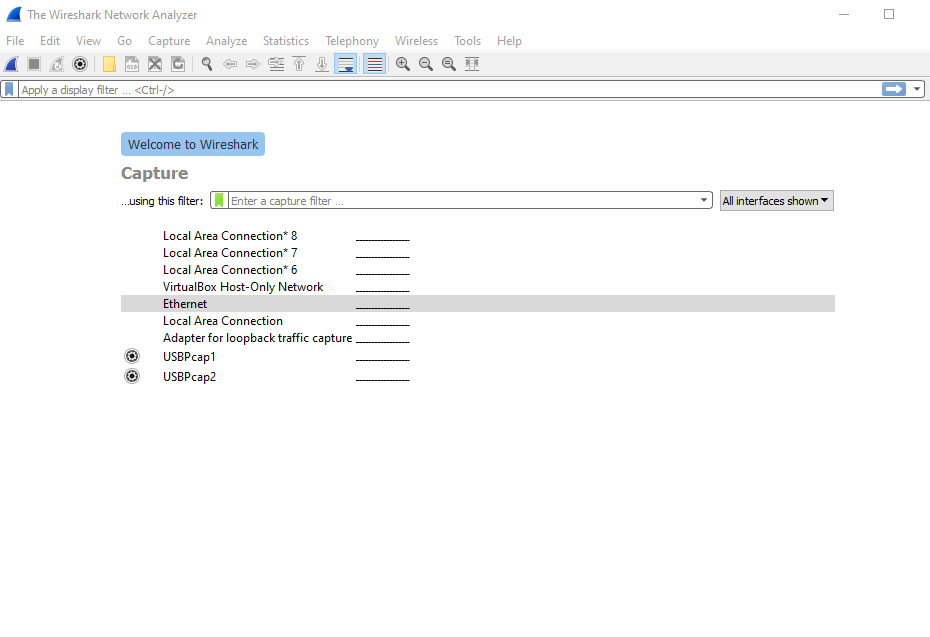 The Wireshark Network Analyzer
File Edit View Go Capture Analyze Statistics Telephony Wireless Tools Help
Apply a display filter ... <Ctrl-/>
Welcome to Wireshark
Capture
...using this filter: Enter a capture filter ... All interfaces shown
Local Area Connection* 8
Local Area Connection* 7
Local Area Connection* 6
VirtualBox Host-Only Network
Ethernet
Local Area Connection
Adapter for loopback traffic capture
USBPcap1
USBPcap2